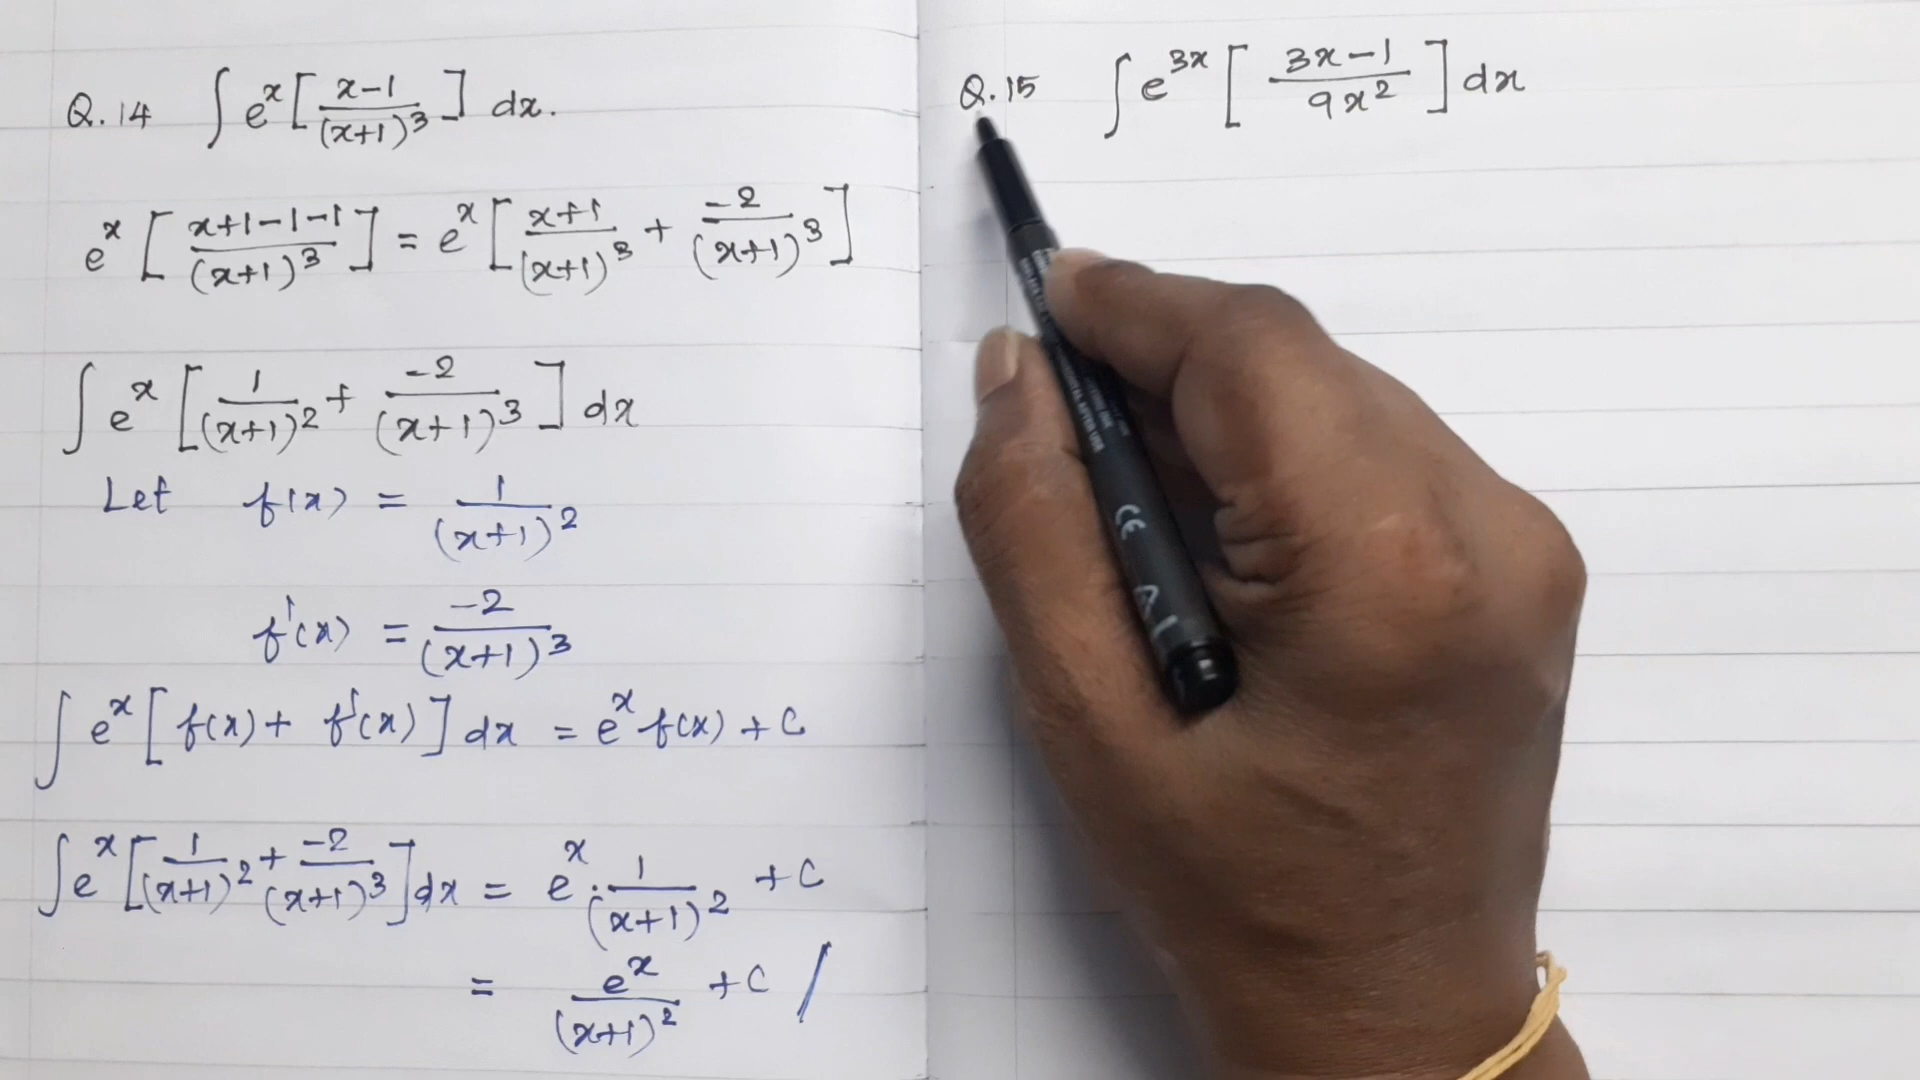 Q.14 ∫ e^x [ (x-1)/(x+1)^3 ] dx.
e^x [ (x+1-1-1)/(x+1)^3 ] = e^x [ (x+1)/(x+1)^3 + (-2)/(x+1)^3 ]
∫ e^x [ 1/(x+1)^2 + (-2)/(x+1)^3 ] dx
Let f(x) = 1/(x+1)^2
f'(x) = -2/(x+1)^3
∫ e^x [ f(x) + f'(x) ] dx = e^x f(x) + C
∫ e^x [ 1/(x+1)^2 + (-2)/(x+1)^3 ] dx = e^x . 1/(x+1)^2 + C
= e^x/(x+1)^2 + C /
Q.15 ∫ e^3x [ (3x-1)/9x^2 ] dx
CE